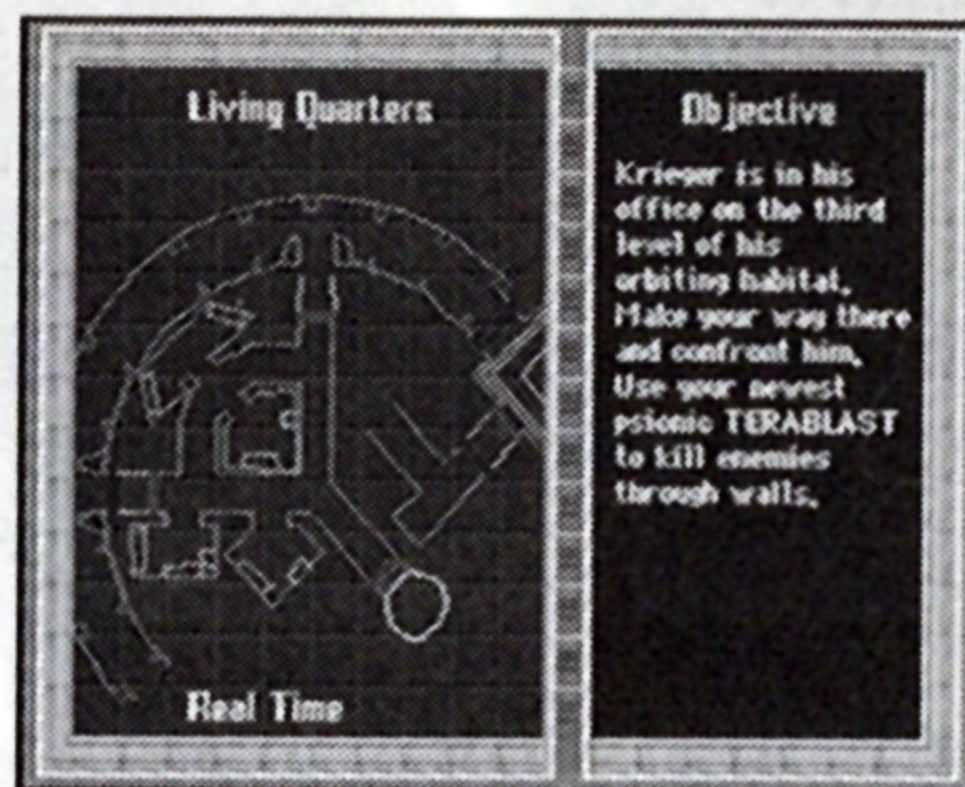 Living Quarters
Real Time
Objective
Krieger is in his
office on the third
level of his
orbiting habitat.
Make your way there
and confront him.
Use your newest
psionic TERABLAST
to kill enemies
through walls.